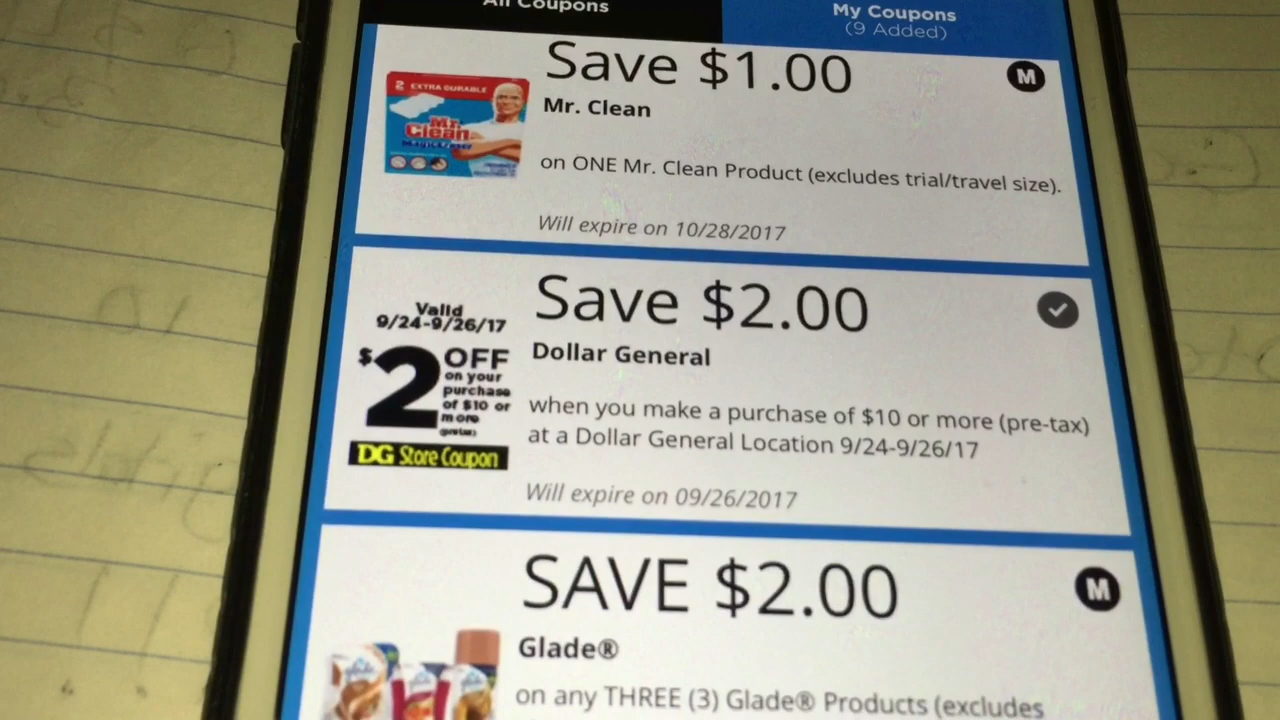 All Coupons
My Coupons
(9 Added)
Save $1.00
Mr. Clean
on ONE Mr. Clean Product (excludes trial/travel size).
Will expire on 10/28/2017
M
2 EXTRA DURABLE
Mr.
Clean
Save $2.00
Dollar General
when you make a purchase of $10 or more (pre-tax)
at a Dollar General Location 9/24-9/26/17
Will expire on 09/26/2017
Valid
9/24-9/26/17
$2 OFF
on your
purchase
of $10 or
more
(pretax)
DG Store Coupon
SAVE $2.00
M
Glade®
on any THREE (3) Glade® Products (excludes